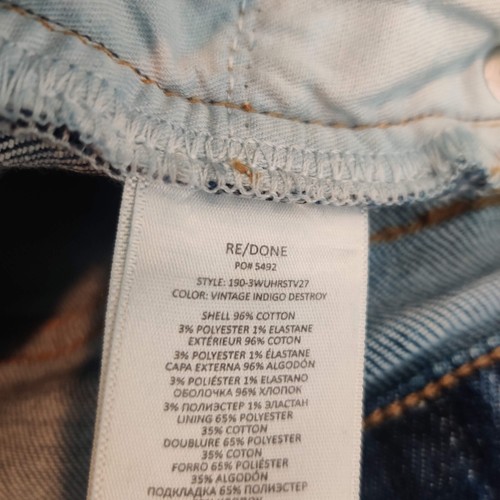 RE/DONE
PO# 5492
STYLE: 190-3WUHRSTV27
COLOR: VINTAGE INDIGO DESTROY
SHELL 96% COTTON
3% POLYESTER 1% ELASTANE
EXTÉRIEUR 96% COTON
3% POLYESTER 1% ÉLASTANE
CAPA EXTERNA 96% ALGODÓN
3% POLIÉSTER 1% ELASTANO
ОБОЛОЧКА 96% ХЛОПОК
3% ПОЛИЭСТЕР 1% ЭЛАСТАН
LINING 65% POLYESTER
35% COTTON
DOUBLURE 65% POLYESTER
35% COTON
FORRO 65% POLIÉSTER
35% ALGODÓN
ПОДКЛАДКА 65% ПОЛИЭСТЕР